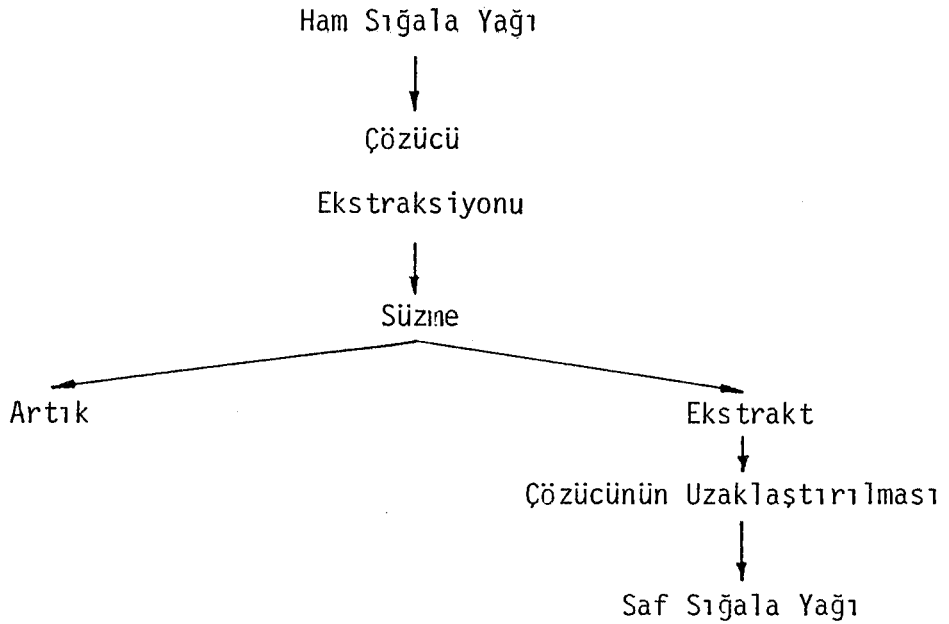 Ham Sığala Yağı
Çözücü
Ekstraksiyonu
Süzme
Artık
Ekstrakt
Çözücünün Uzaklaştırılması
Saf Sığala Yağı